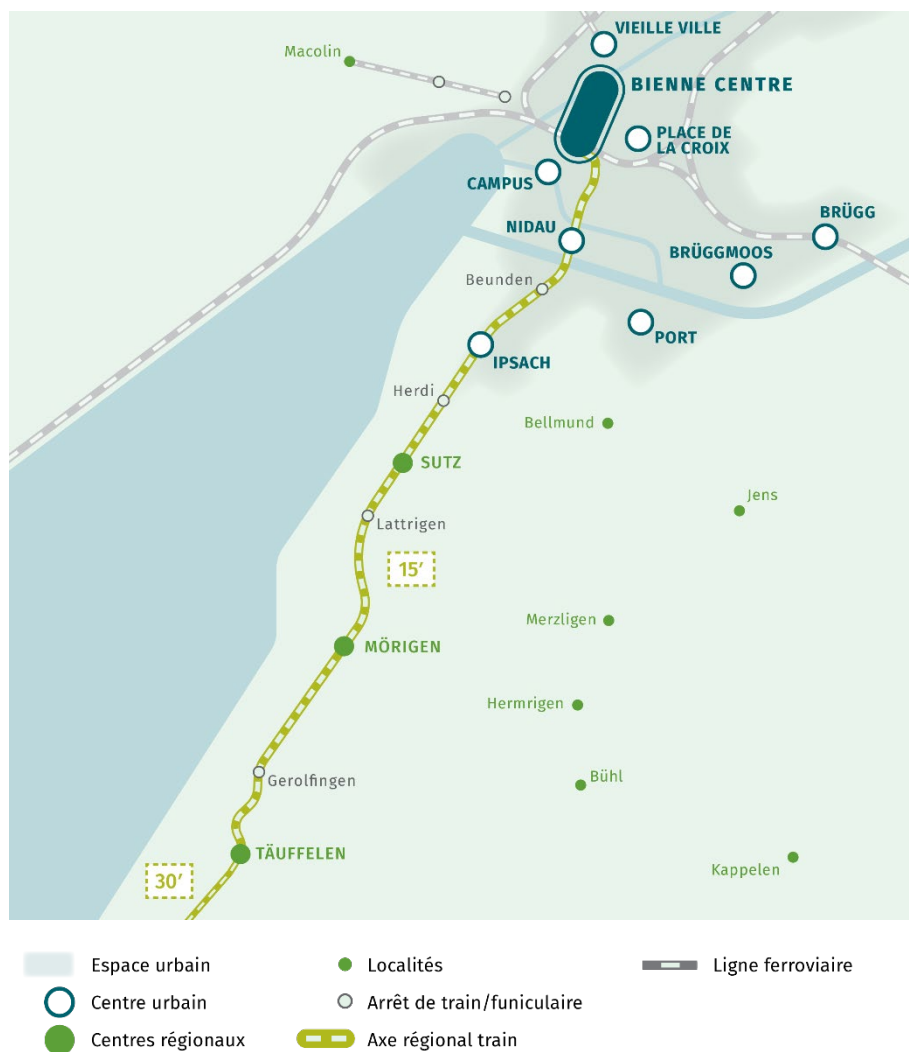 VIEILLE VILLE
Macolin
BIENNE CENTRE
PLACE DE
LA CROIX
CAMPUS
BRÜGG
NIDAU
BRÜGGMOOS
Beunden
PORT
IPSACH
Herdi
Bellmund
SUTZ
Jens
Lattrigen
15’
Merzligen
MÖRIGEN
Hermrigen
Bühl
Gerolfingen
TÄUFFELEN
Kappelen
30’
Espace urbain
Localités
Ligne ferroviaire
Centre urbain
Arrêt de train/funiculaire
Centres régionaux
Axe régional train